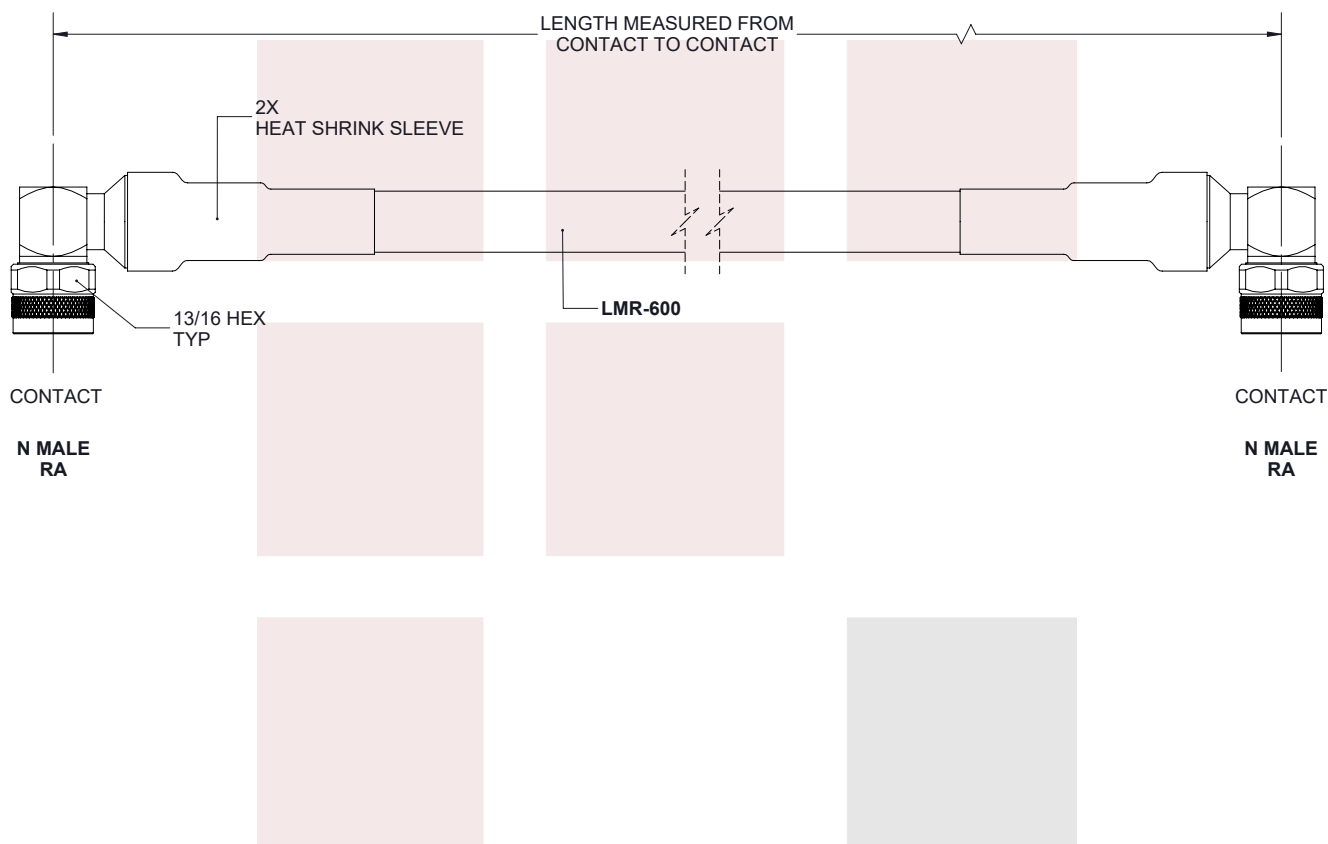 LENGTH MEASURED FROM
CONTACT TO CONTACT
2X
HEAT SHRINK SLEEVE
LMR-600
13/16 HEX
TYP
CONTACT
N MALE
RA
CONTACT
N MALE
RA